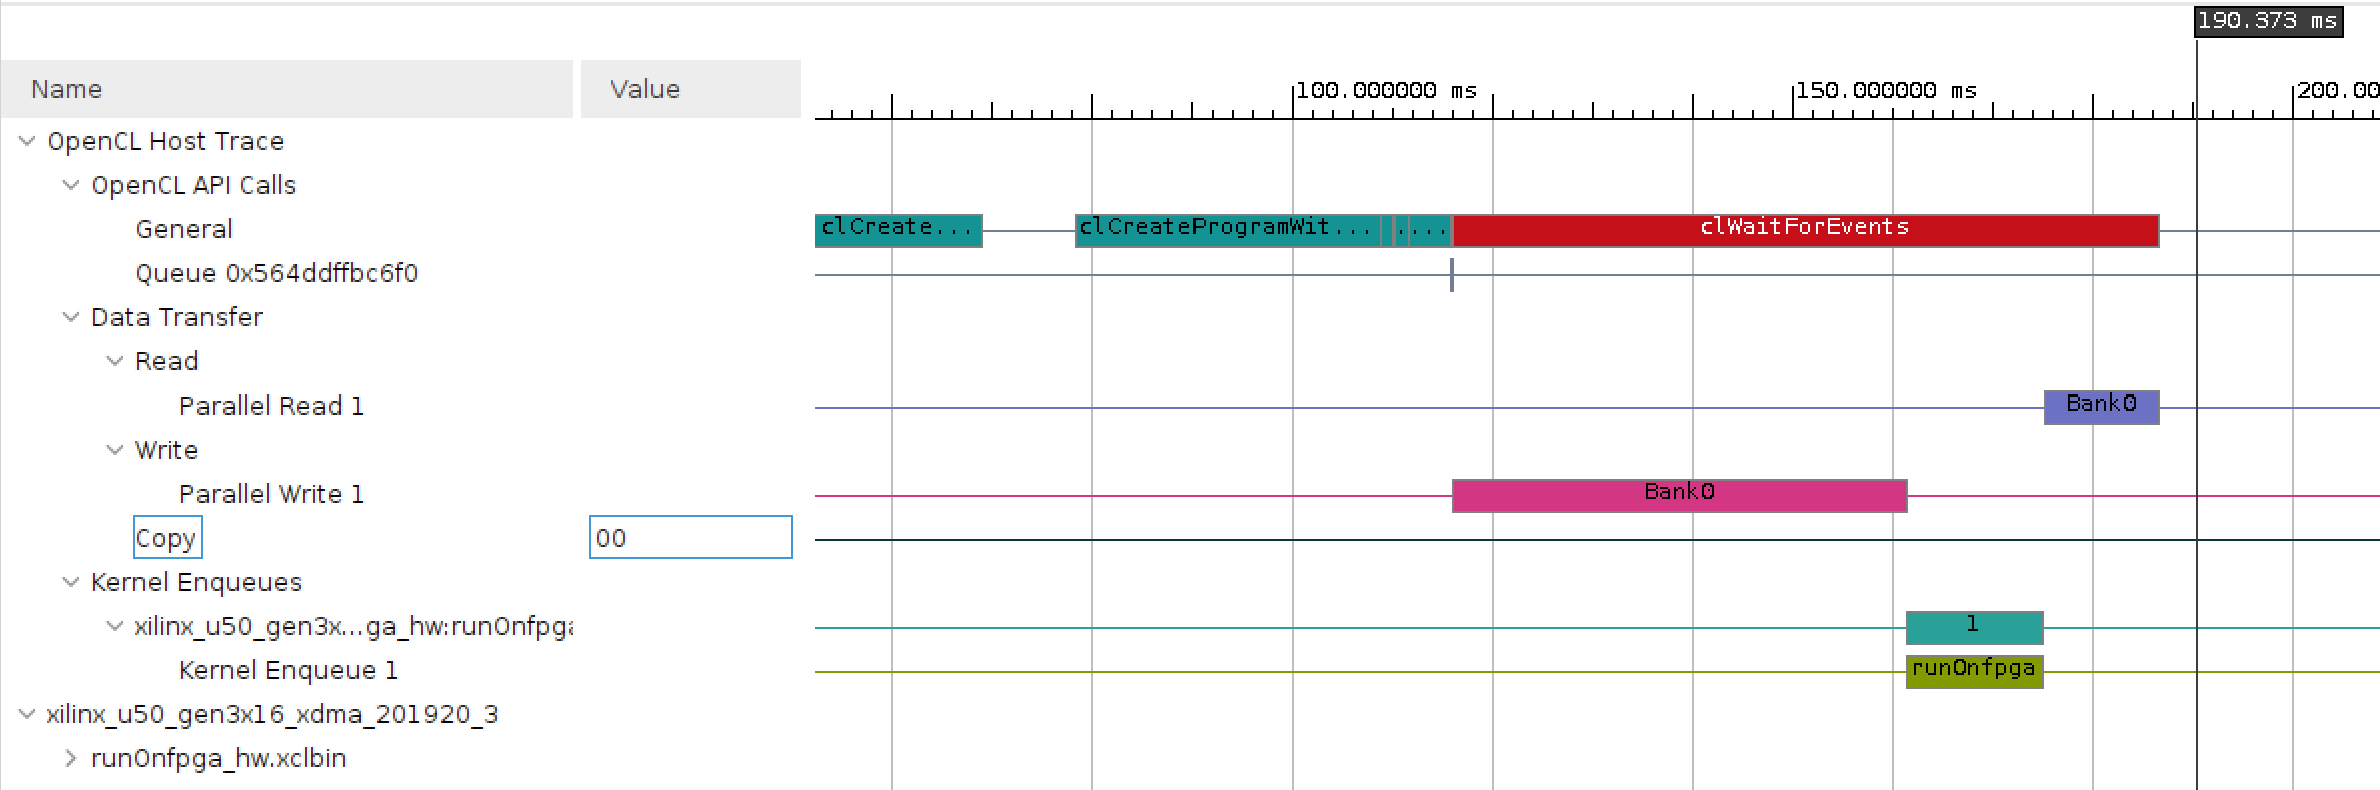 190.373 ms
Name Value 100.000000 ms 150.000000 ms 200.00
OpenCL Host Trace
OpenCL API Calls
General clCreate... clCreateProgramWit... . ... clWaitForEvents
Queue 0x564ddffbc6f0
Data Transfer
Read
Parallel Read 1 Bank0
Write
Parallel Write 1 Bank0
Copy 00
Kernel Enqueues
xilinx_u50_gen3x...ga_hw:runOnfpga 1
Kernel Enqueue 1 runOnfpga
xilinx_u50_gen3x16_xdma_201920_3
runOnfpga_hw.xclbin